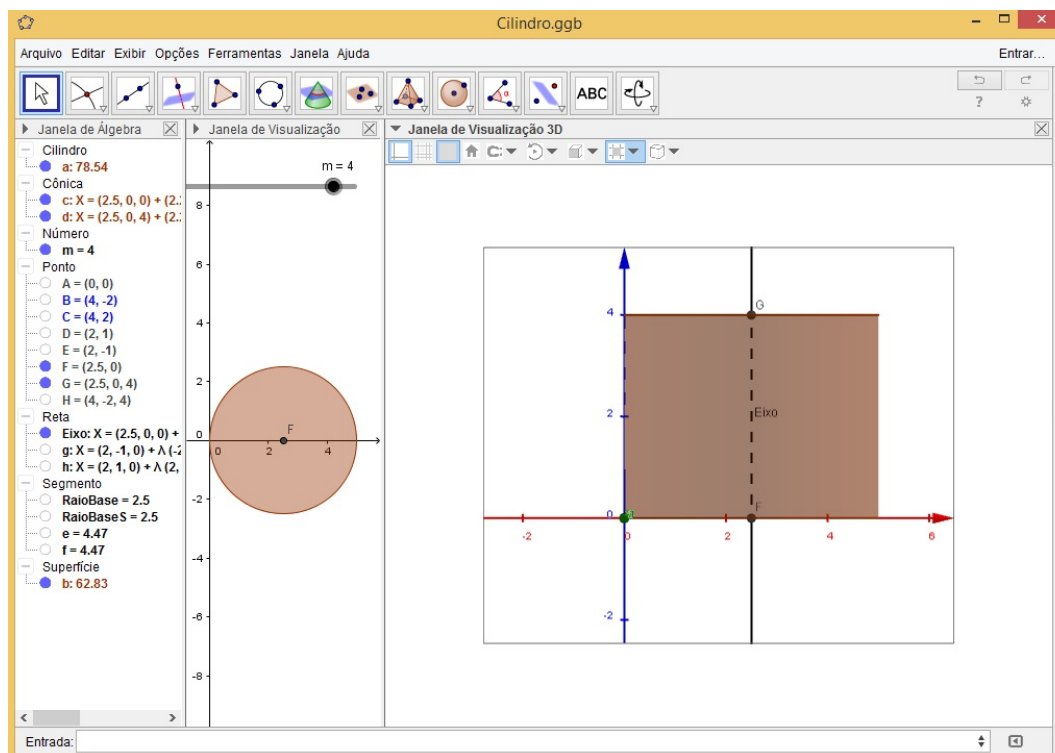 Cilindro.ggb
Arquivo Editar Exibir Opções Ferramentas Janela Ajuda
Entrar...
ABC
?
Janela de Álgebra
Cilindro
a: 78.54
Cônica
c: X = (2.5, 0, 0) + (2.
d: X = (2.5, 0, 4) + (2.
Número
m = 4
Ponto
A = (0, 0)
B = (4, -2)
C = (4, 2)
D = (2, 1)
E = (2, -1)
F = (2.5, 0)
G = (2.5, 0, 4)
H = (4, -2, 4)
Reta
Eixo: X = (2.5, 0, 0) +
g: X = (2, -1, 0) + λ (-2
h: X = (2, 1, 0) + λ (2,
Segmento
RaioBase = 2.5
RaioBaseS = 2.5
e = 4.47
f = 4.47
Superfície
b: 62.83
Janela de Visualização
m = 4
8
6
4
2
0
-2
-4
-6
-8
0
2
4
F
Janela de Visualização 3D
4
2
0
-2
-2
0
2
4
6
G
Eixo
F
Entrada: